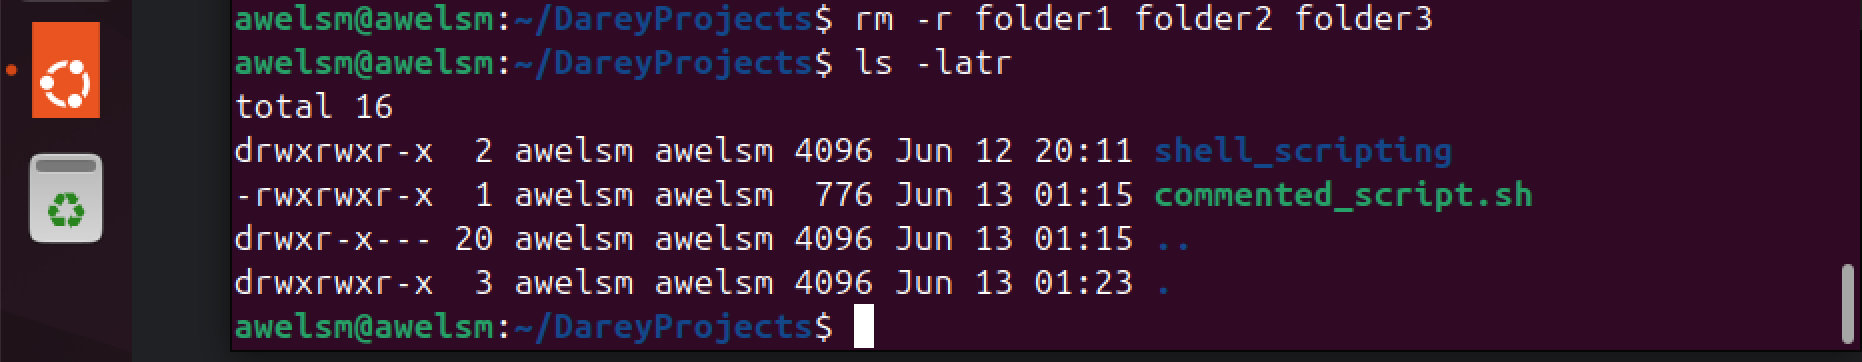 awelsm@awelsm:~/DareyProjects$ rm -r folder1 folder2 folder3
awelsm@awelsm:~/DareyProjects$ ls -latr
total 16
drwxrwxr-x  2 awelsm awelsm 4096 Jun 12 20:11 shell_scripting
-rwxrwxr-x  1 awelsm awelsm  776 Jun 13 01:15 commented_script.sh
drwxr-x--- 20 awelsm awelsm 4096 Jun 13 01:15 ..
drwxrwxr-x  3 awelsm awelsm 4096 Jun 13 01:23 .
awelsm@awelsm:~/DareyProjects$